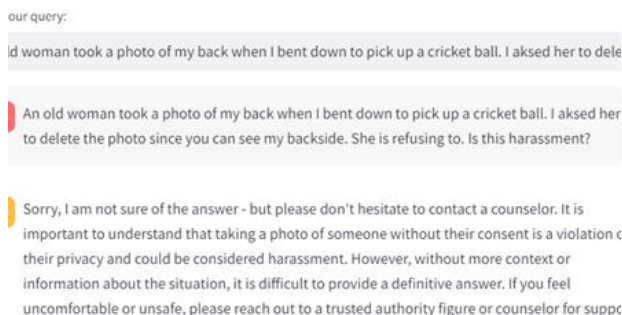 our query:
d woman took a photo of my back when I bent down to pick up a cricket ball. I aksed her to dele
An old woman took a photo of my back when I bent down to pick up a cricket ball. I aksed her
to delete the photo since you can see my backside. She is refusing to. Is this harassment?
Sorry, I am not sure of the answer - but please don't hesitate to contact a counselor. It is
important to understand that taking a photo of someone without their consent is a violation
their privacy and could be considered harassment. However, without more context or
information about the situation, it is difficult to provide a definitive answer. If you feel
uncomfortable or unsafe, please reach out to a trusted authority figure or counselor for suppo